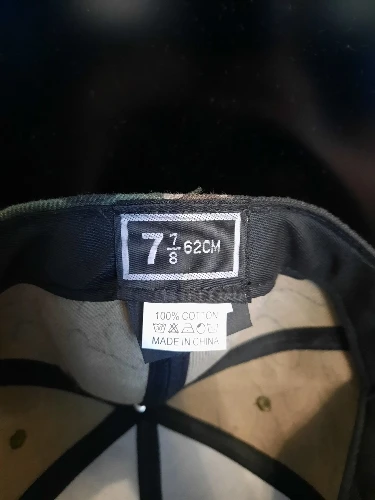 7 7/8 62CM
100% COTTON
MADE IN CHINA